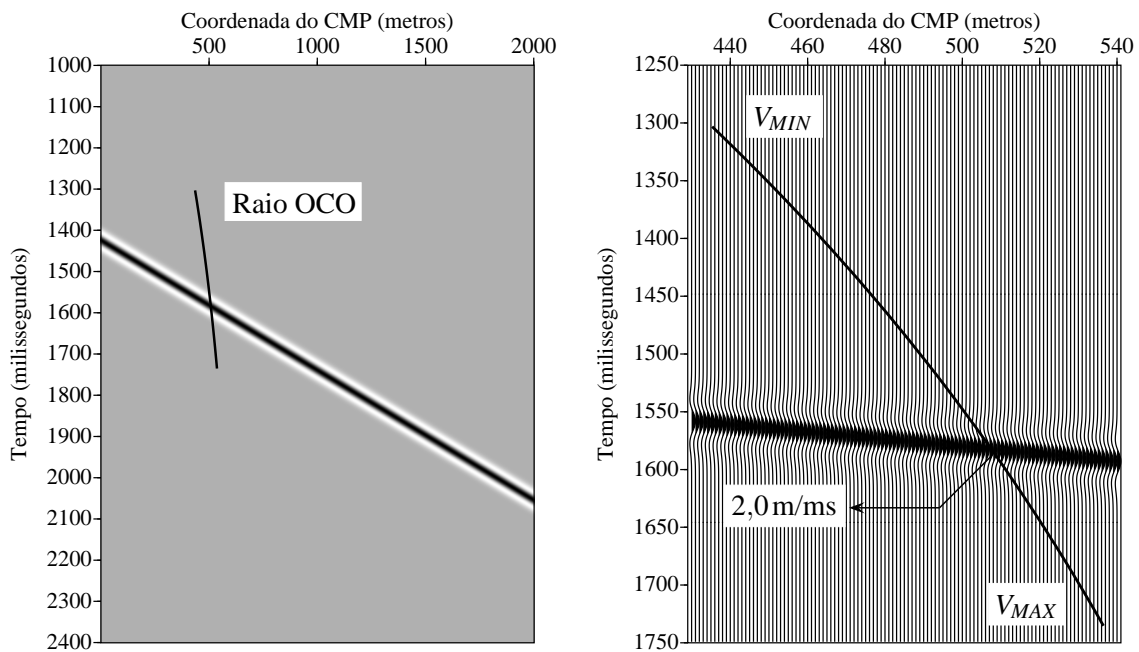 Coordenada do CMP (metros)
500 1000 1500 2000
1000
1100
1200
1300
1400
1500
1600
1700
1800
1900
2000
2100
2200
2300
2400
Tempo (milissegundos)
Raio OCO
Coordenada do CMP (metros)
440 460 480 500 520 540
1250
1300
1350
1400
1450
1500
1550
1600
1650
1700
1750
Tempo (milissegundos)
VMIN
2,0 m/ms
VMAX